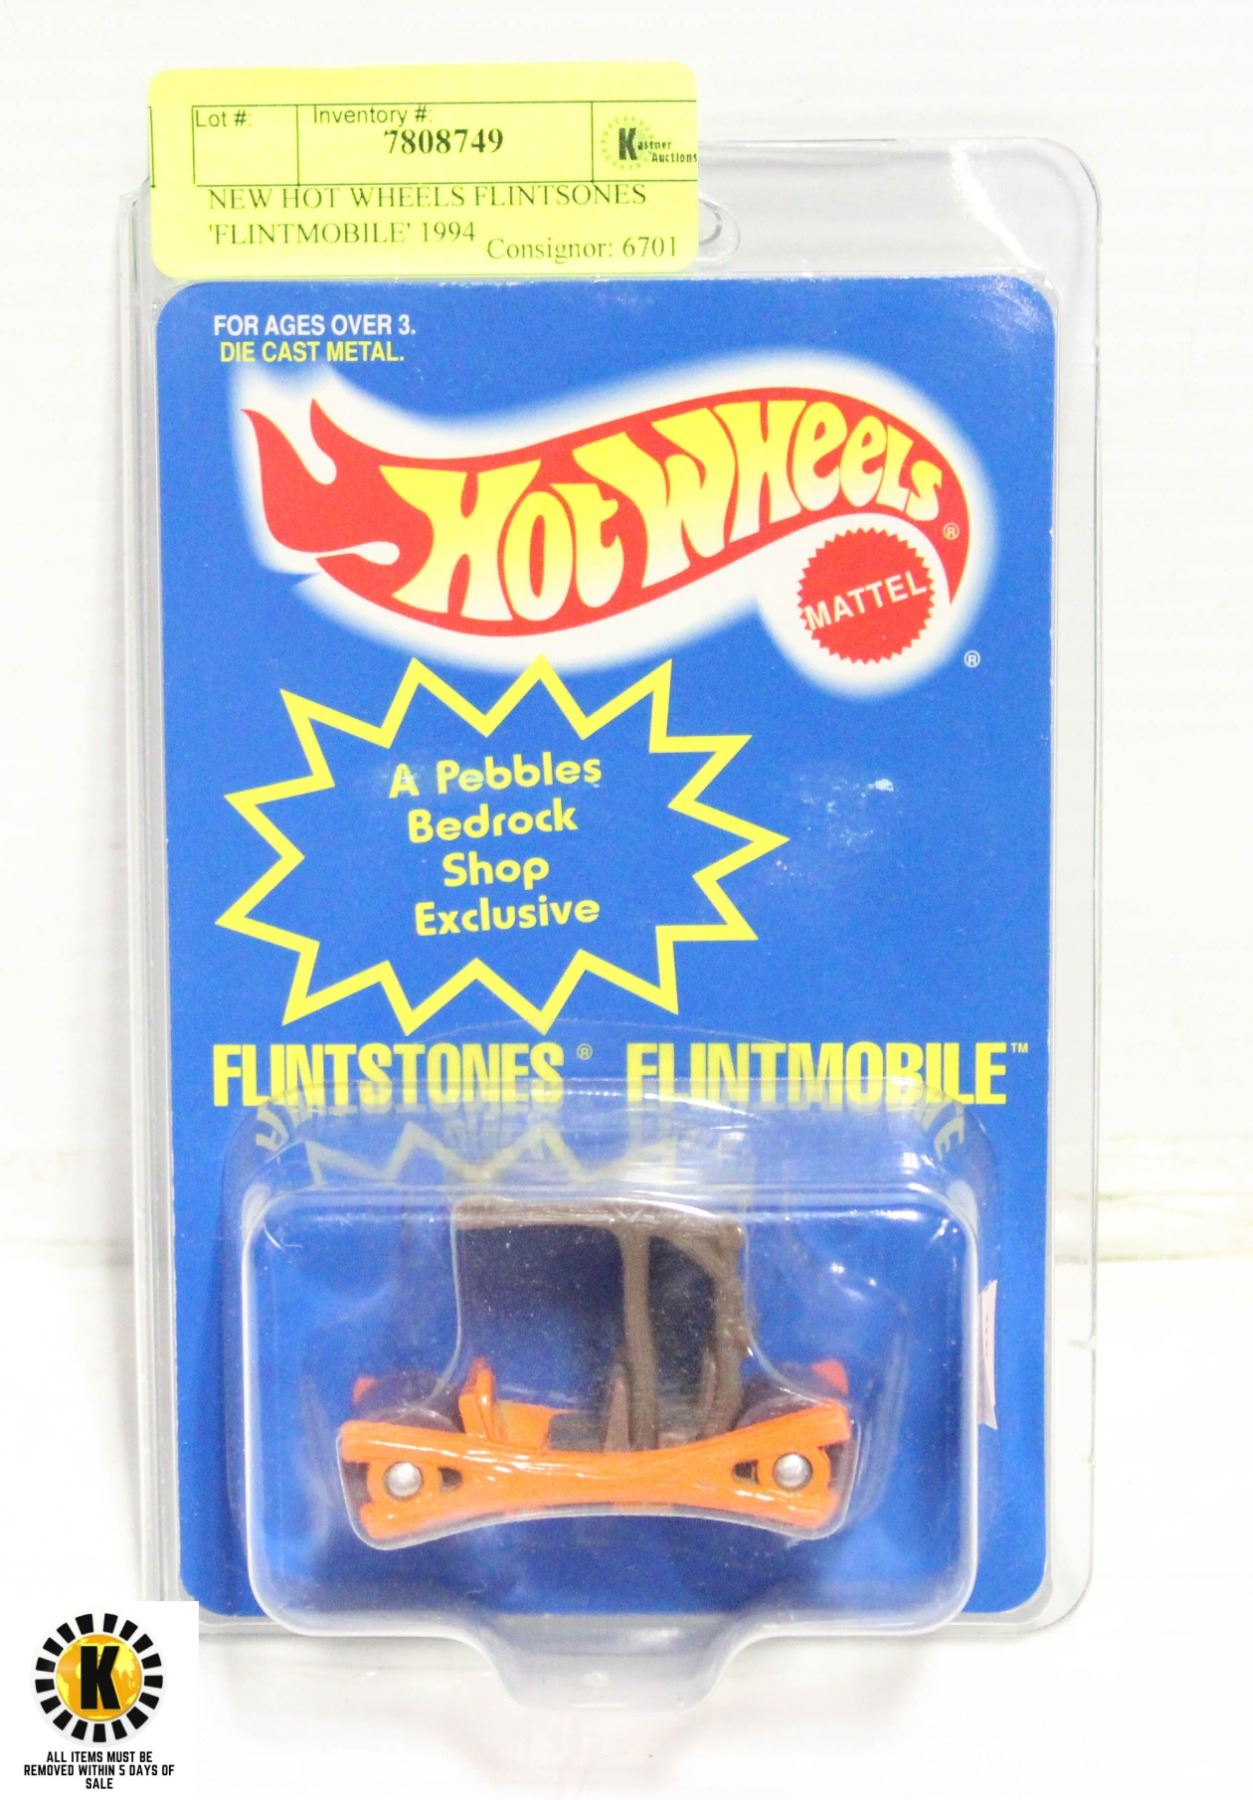 Lot #:
Inventory #:
7808749
Kastner
Auctions
NEW HOT WHEELS FLINTSONES
'FLINTMOBILE' 1994
Consignor: 6701
FOR AGES OVER 3.
DIE CAST METAL.
HOT WHEELS®
MATTEL
®
A Pebbles
Bedrock
Shop
Exclusive
FLINTSTONES® FLINTMOBILE™
K
ALL ITEMS MUST BE
REMOVED WITHIN 5 DAYS OF
SALE